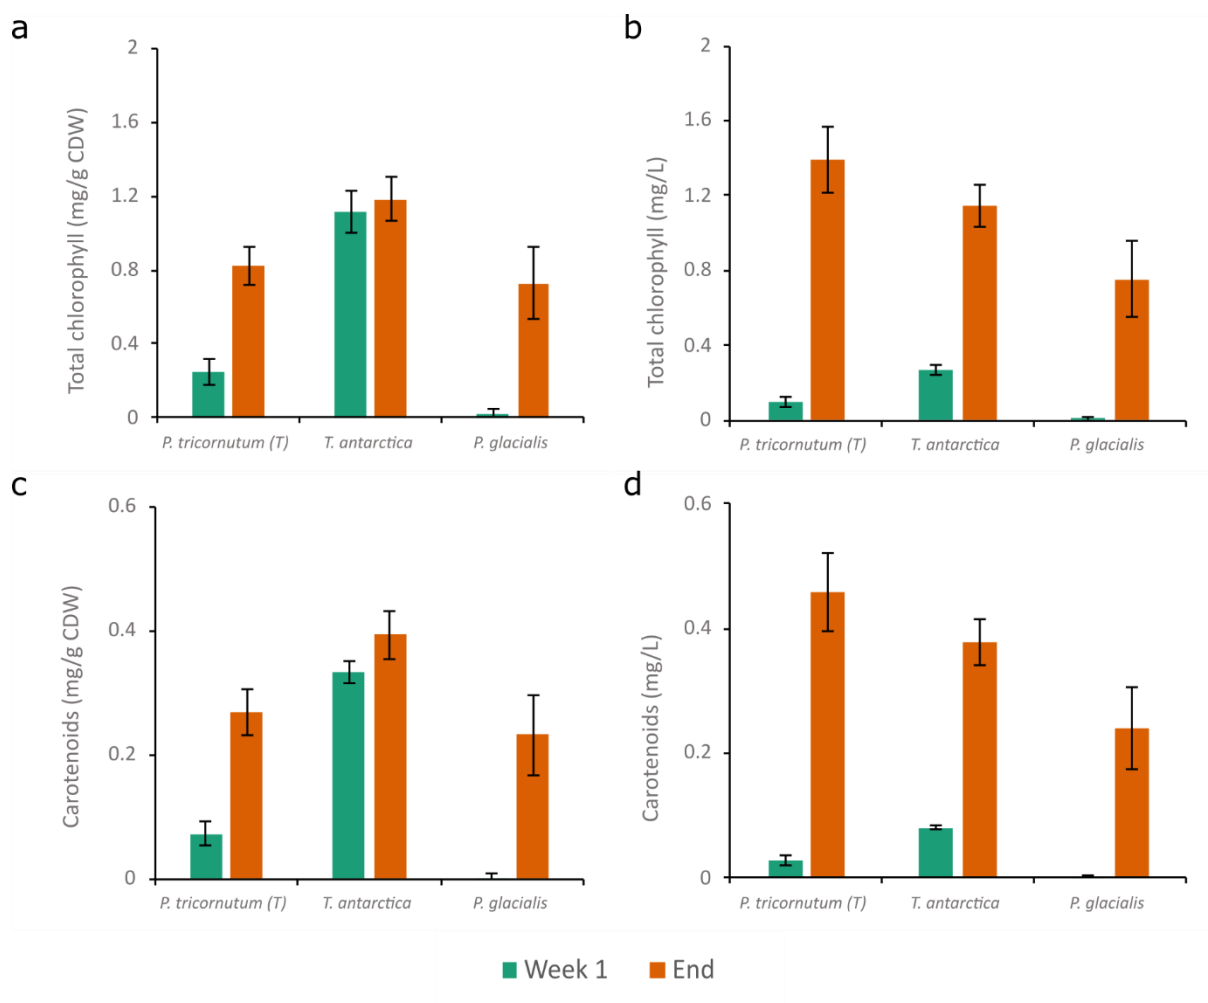 a
2
1.6
1.2
0.8
0.4
0
Total chlorophyll (mg/g CDW)
P. tricornutum (T) T. antarctica P. glacialis
b
2
1.6
1.2
0.8
0.4
0
Total chlorophyll (mg/L)
P. tricornutum (T) T. antarctica P. glacialis
c
0.6
0.4
0.2
0
Carotenoids (mg/g CDW)
P. tricornutum (T) T. antarctica P. glacialis
d
0.6
0.4
0.2
0
Carotenoids (mg/L)
P. tricornutum (T) T. antarctica P. glacialis
Week 1 End